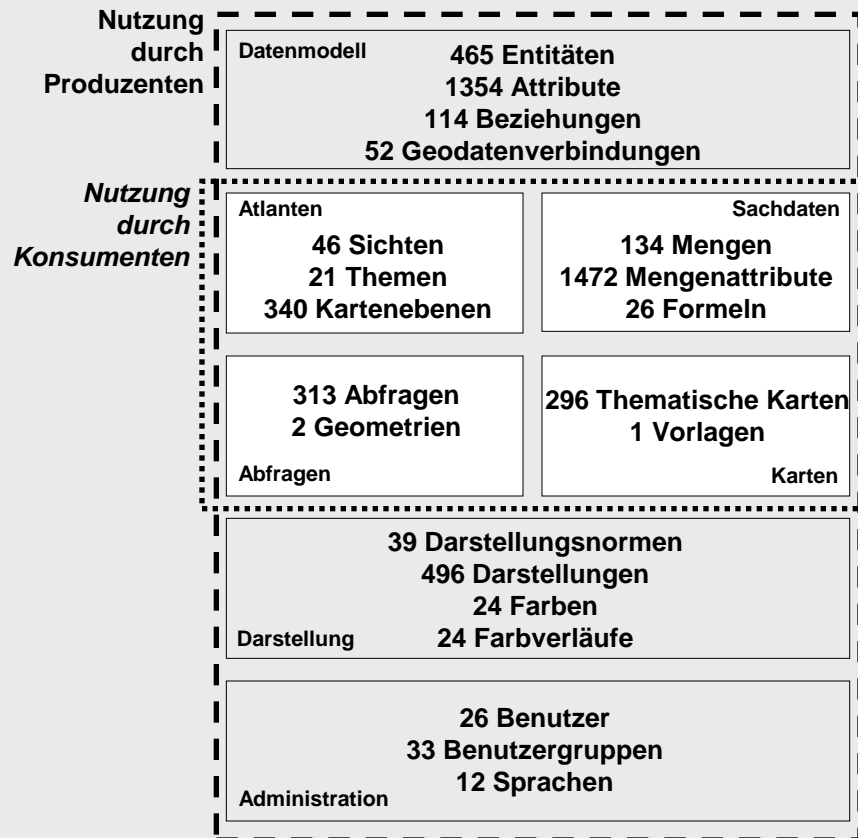 Nutzung
durch
Produzenten
Datenmodell
465 Entitäten
1354 Attribute
114 Beziehungen
52 Geodatenverbindungen
Nutzung
durch
Konsumenten
Atlanten
46 Sichten
21 Themen
340 Kartenebenen
Sachdaten
134 Mengen
1472 Mengenattribute
26 Formeln
313 Abfragen
2 Geometrien
Abfragen
296 Thematische Karten
1 Vorlagen
Karten
39 Darstellungsnormen
496 Darstellungen
24 Farben
24 Farbverläufe
Darstellung
26 Benutzer
33 Benutzergruppen
12 Sprachen
Administration